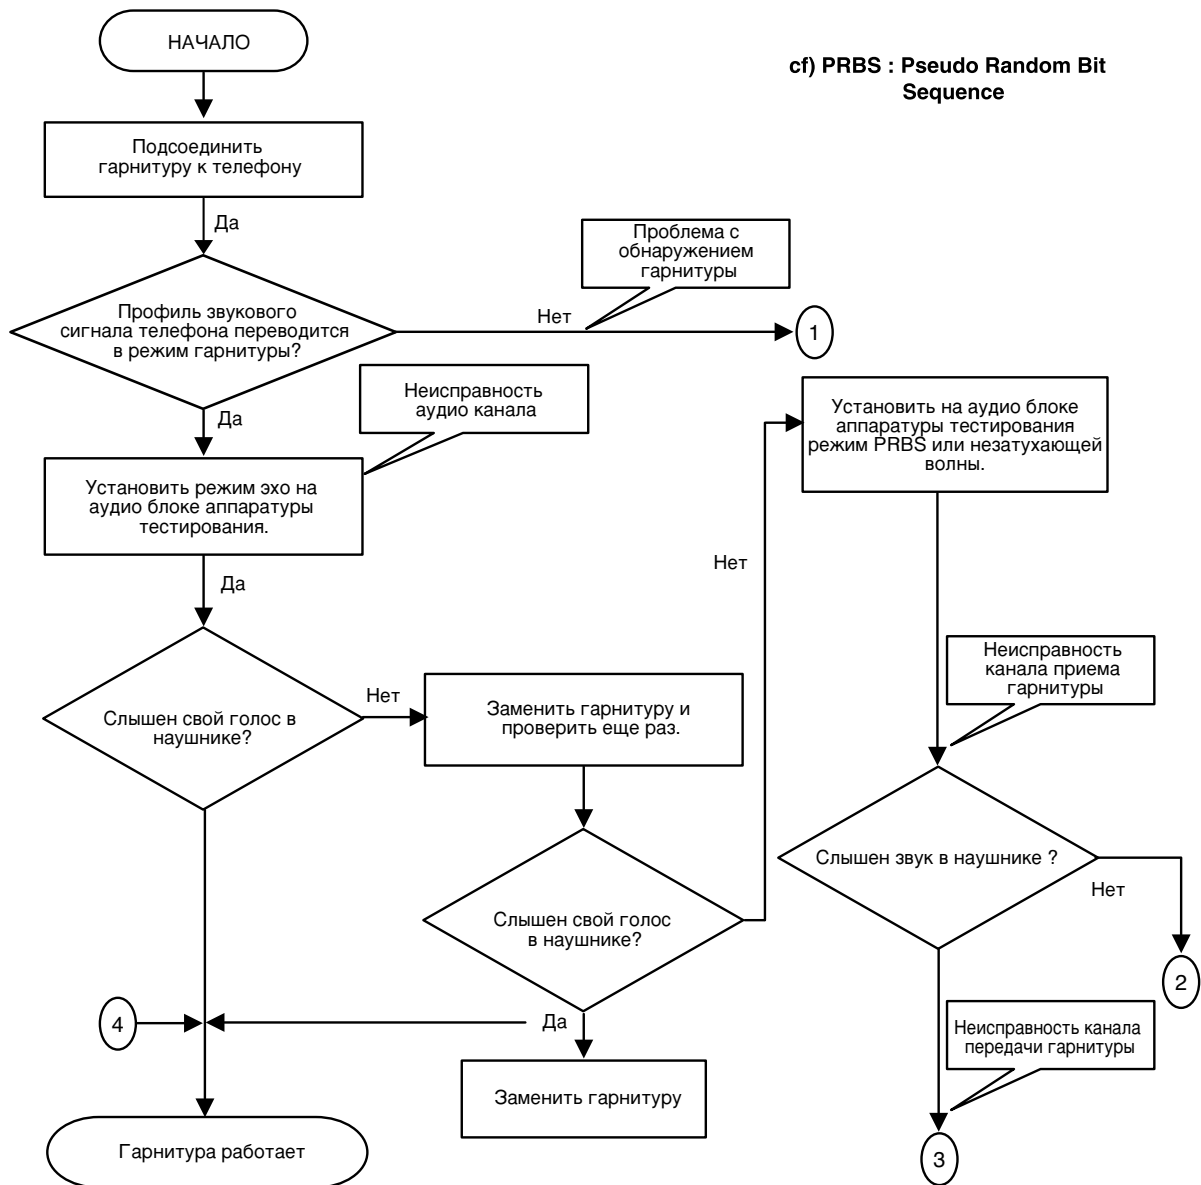 НАЧАЛО
cf) PRBS : Pseudo Random Bit
Sequence
Подсоединить
гарнитуру к телефону
Да
Проблема с
обнаружением
гарнитуры
Профиль звукового
сигнала телефона переводится
в режим гарнитуры?
Нет
1
Да
Неисправность
аудио канала
Установить на аудио блоке
аппаратуры тестирования
режим PRBS или незатухающей
волны.
Установить режим эхо на
аудио блоке аппаратуры
тестирования.
Нет
Да
Неисправность
канала приема
гарнитуры
Слышен свой голос в
наушнике?
Нет
Заменить гарнитуру и
проверить еще раз.
Слышен звук в наушнике ?
Нет
Слышен свой голос
в наушнике?
2
4
Да
Неисправность канала
передачи гарнитуры
Заменить гарнитуру
Гарнитура работает
3